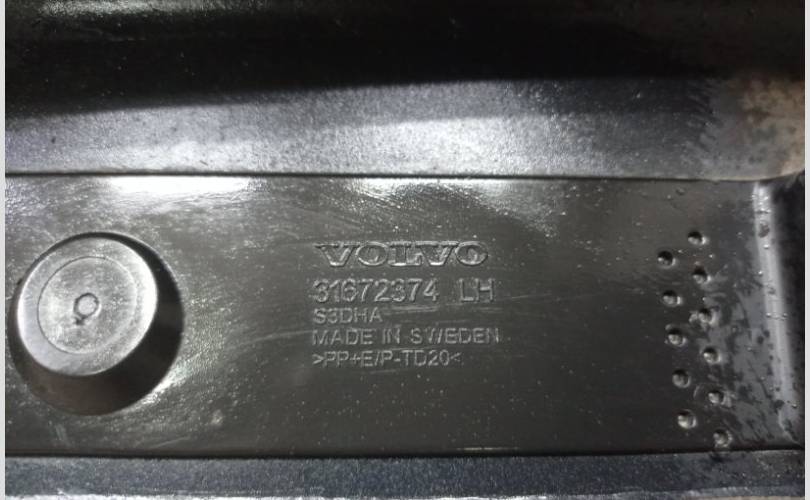 VOLVO
31672374 LH
S3DHA
MADE IN SWEDEN
>PP+E/P-TD20<